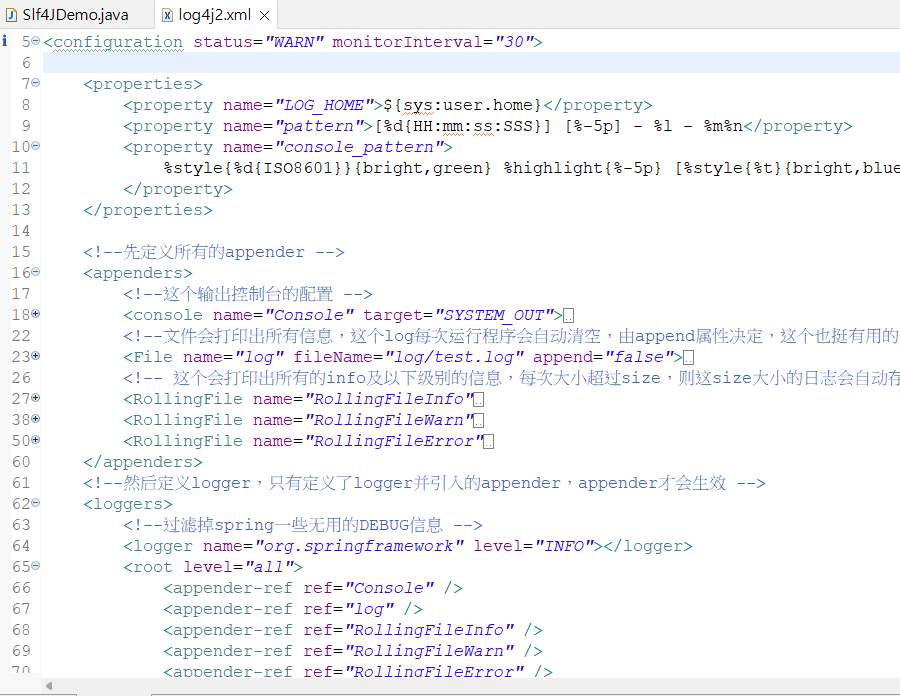 Slf4JDemo.java log4j2.xml
5 <configuration status="WARN" monitorInterval="30">
6
7 <properties>
8 <property name="LOG_HOME">${sys:user.home}</property>
9 <property name="pattern">[%d{HH:mm:ss:SSS}] [%-5p] - %l - %m%n</property>
10 <property name="console_pattern">
11 %style{%d{ISO8601}}{bright,green} %highlight{%-5p} [%style{%t}{bright,blue
12 </property>
13 </properties>
14
15 <!--先定义所有的appender -->
16 <appenders>
17 <!--这个输出控制台的配置 -->
18 <console name="Console" target="SYSTEM_OUT">
22 <!--文件会打印出所有信息，这个log每次运行程序会自动清空，由append属性决定，这个也挺有用的
23 <File name="log" fileName="log/test.log" append="false">
26 <!-- 这个会打印出所有的info及以下级别的信息，每次大小超过size，则这size大小的日志会自动存
27 <RollingFile name="RollingFileInfo"
38 <RollingFile name="RollingFileWarn"
50 <RollingFile name="RollingFileError"
60 </appenders>
61 <!--然后定义logger，只有定义了logger并引入的appender，appender才会生效 -->
62 <loggers>
63 <!--过滤掉spring一些无用的DEBUG信息 -->
64 <logger name="org.springframework" level="INFO"></logger>
65 <root level="all">
66 <appender-ref ref="Console" />
67 <appender-ref ref="log" />
68 <appender-ref ref="RollingFileInfo" />
69 <appender-ref ref="RollingFileWarn" />
70 <appender-ref ref="RollingFileError" />